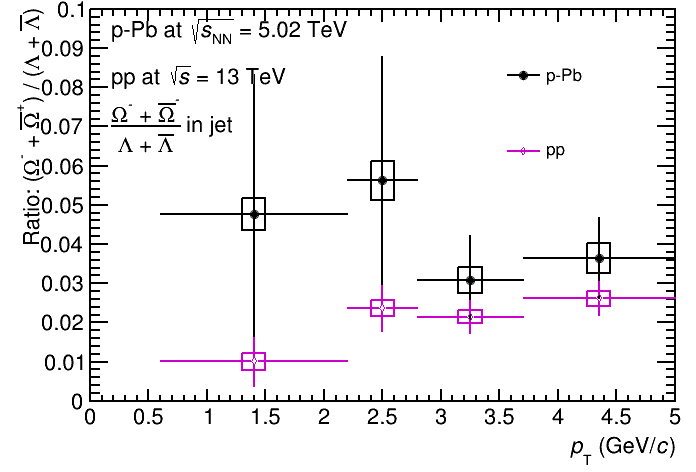 p-Pb at √s_NN = 5.02 TeV
pp at √s = 13 TeV
Ω⁻ + Ω̅⁻
Λ + Λ̅
in jet
p-Pb
pp
Ratio: (Ω⁻ + Ω̅⁺) / (Λ + Λ̅)
0.1
0.09
0.08
0.07
0.06
0.05
0.04
0.03
0.02
0.01
0
0 0.5 1 1.5 2 2.5 3 3.5 4 4.5 5
p_T (GeV/c)